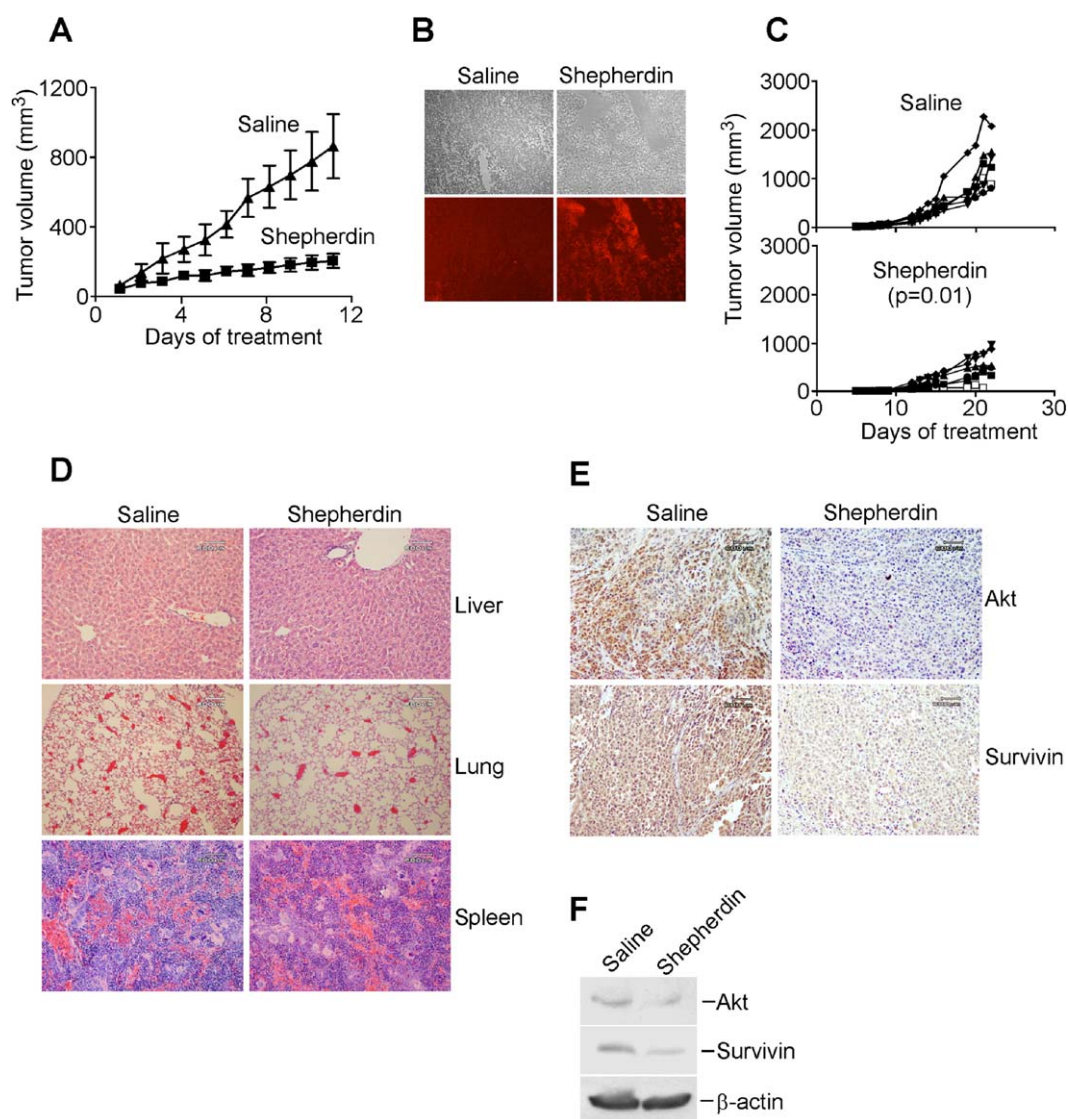 A
Tumor volume (mm³)
1200
800
400
0
0
4
8
12
Saline
Shepherdin
Days of treatment
B
Saline
Shepherdin
C
Tumor volume (mm³)
3000
2000
1000
0
Saline
3000
2000
1000
0
Shepherdin
(p=0.01)
0
10
20
30
Days of treatment
D
Saline
Shepherdin
Liver
Lung
Spleen
E
Saline
Shepherdin
Akt
Survivin
F
Saline
Shepherdin
Akt
Survivin
β-actin